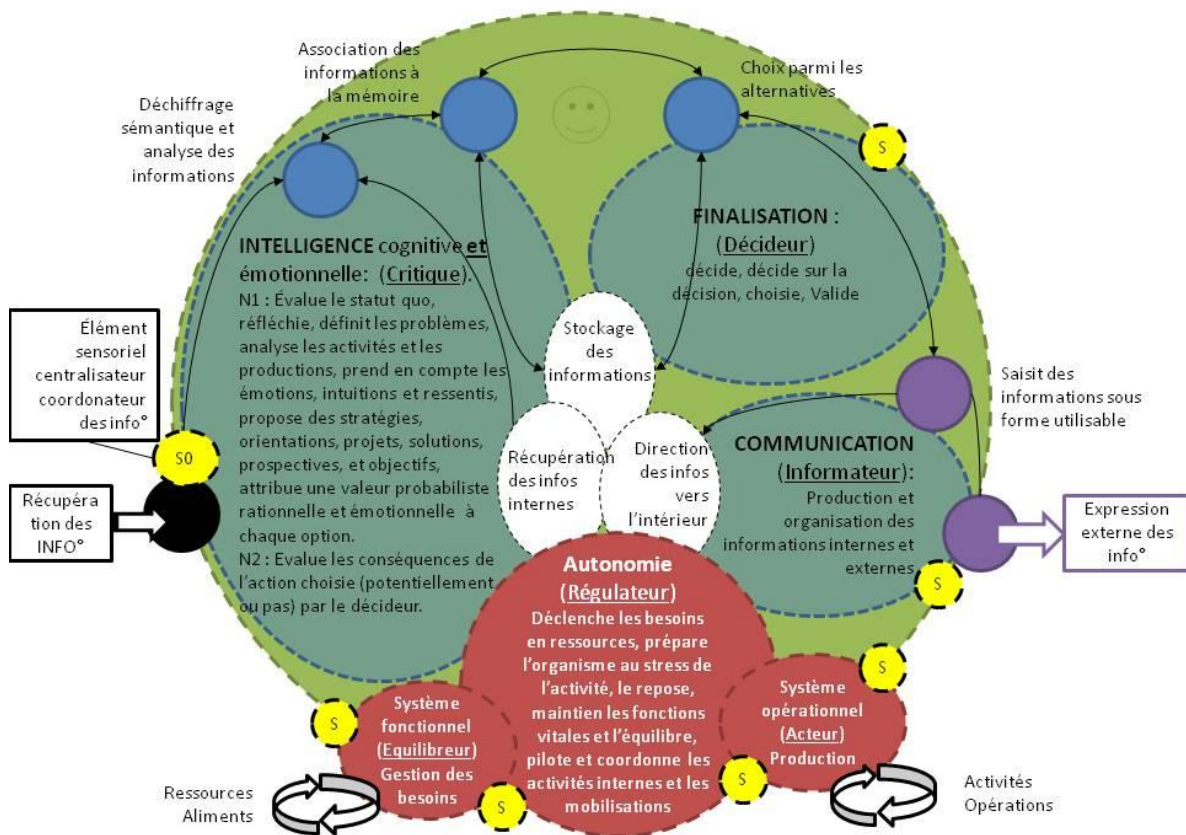 Association des
informations à
la mémoire
Choix parmi les
alternatives
Déchiffrage
sémantique et
analyse des
informations
S
FINALISATION :
(Décideur)
décide, décide sur la
décision, choisie, Valide
INTELLIGENCE cognitive et
émotionnelle: (Critique).
N1 : Évalue le statut quo,
réfléchie, définit les problèmes,
analyse les activités et les
productions, prend en compte les
émotions, intuitions et ressentis,
propose des stratégies,
orientations, projets, solutions,
prospectives, et objectifs,
attribue une valeur probabiliste
rationnelle et émotionnelle à
chaque option.
N2 : Evalue les conséquences de
l'action choisie (potentiellement
ou pas) par le décideur.
Élément
sensoriel
centralisateur
coordonateur
des info°
S0
Récupéra
tion des
INFO°
Stockage
des
informations
Récupération
des infos
internes
Direction
des infos
vers
l'intérieur
Saisit des
informations sous
forme utilisable
COMMUNICATION
(Informateur):
Production et
organisation des
informations internes et
externes
Expression
externe des
info°
S
Autonomie
(Régulateur)
Déclenche les besoins
en ressources, prépare
l'organisme au stress de
l'activité, le repose,
maintien les fonctions
vitales et l'équilibre,
pilote et coordonne les
activités internes et les
mobilisations
S
Système
fonctionnel
(Equilibreur)
Gestion des
besoins
S
S
Système
opérationnel
(Acteur)
Production
S
Ressources
Aliments
Activités
Opérations